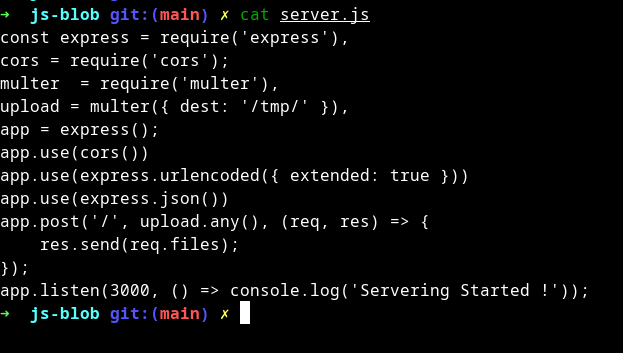 ➜  js-blob git:(main) ✗ cat server.js
const express = require('express'),
cors = require('cors');
multer  = require('multer'),
upload = multer({ dest: '/tmp/' }),
app = express();
app.use(cors())
app.use(express.urlencoded({ extended: true }))
app.use(express.json())
app.post('/', upload.any(), (req, res) => {
    res.send(req.files);
});
app.listen(3000, () => console.log('Servering Started !'));
➜  js-blob git:(main) ✗